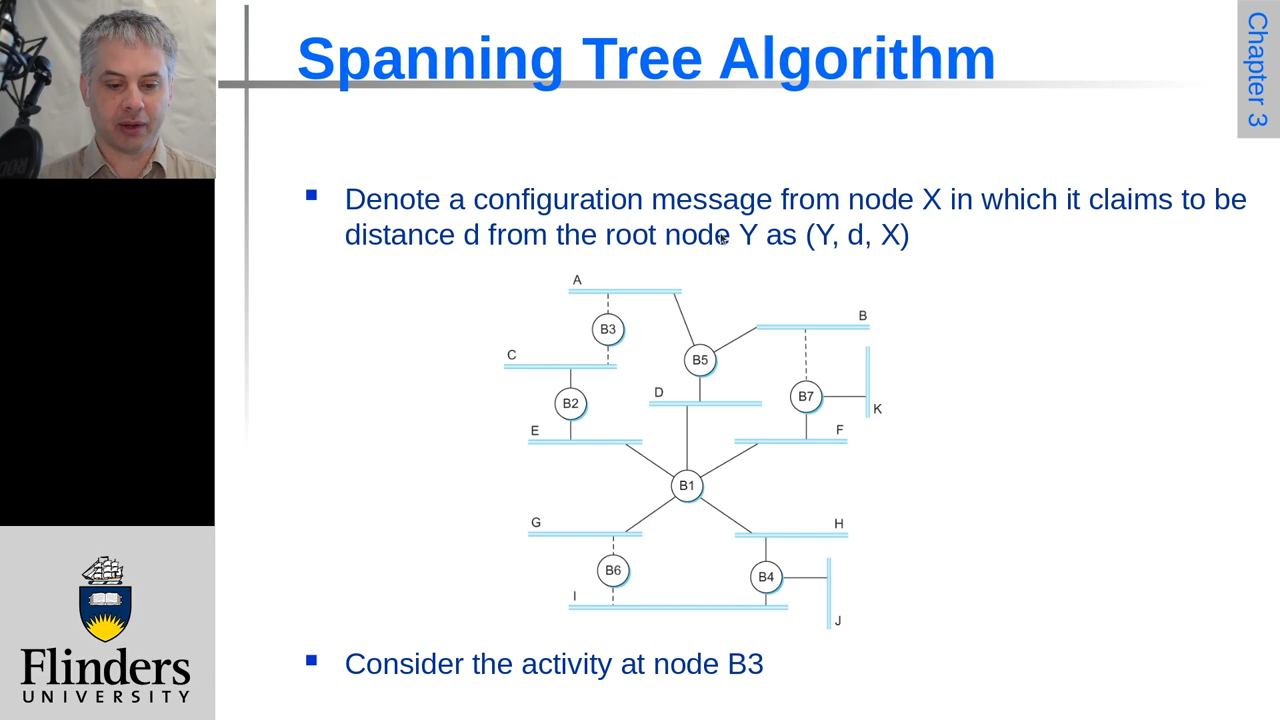 Spanning Tree Algorithm
Chapter 3
Denote a configuration message from node X in which it claims to be
distance d from the root node Y as (Y, d, X)
A
B3
B
C
B5
D
B7
B2
K
E
F
B1
G
H
B6
B4
I
J
Consider the activity at node B3
Flinders
UNIVERSITY